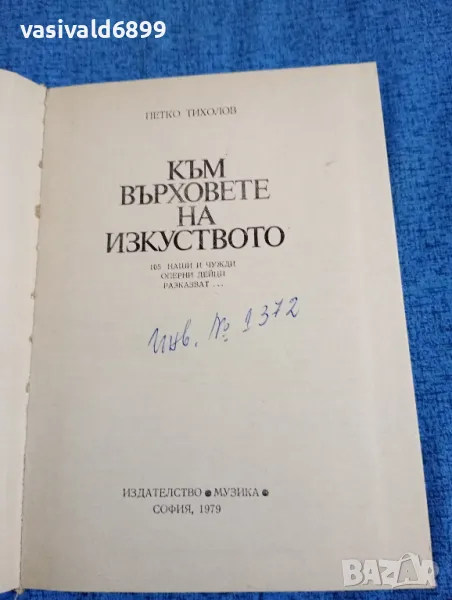 vasivald6899
ПЕТКО ТИХОЛОВ
КЪМ
ВЪРХОВЕТЕ
НА
ИЗКУСТВОТО
105 НАШИ И ЧУЖДИ
ОПЕРНИ ДЕЙЦИ
РАЗКАЗВАТ ...
Инв. № 1372
ИЗДАТЕЛСТВО • МУЗИКА •
СОФИЯ, 1979
BAZAR